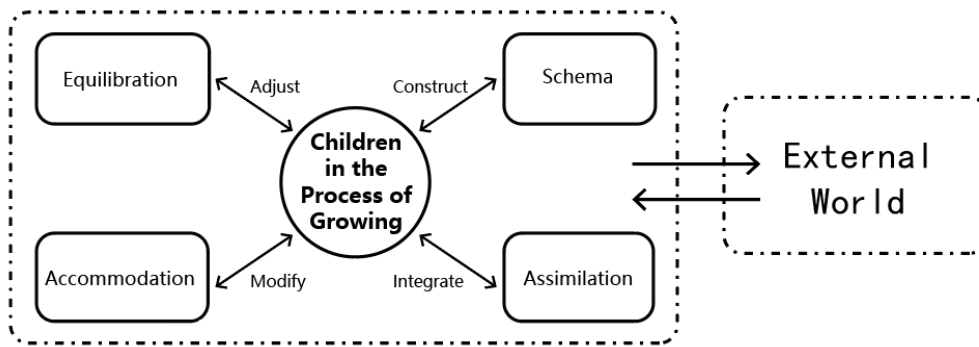 Equilibration
Adjust
Construct
Schema
Children
in the
Process of
Growing
External
World
Accommodation
Modify
Integrate
Assimilation